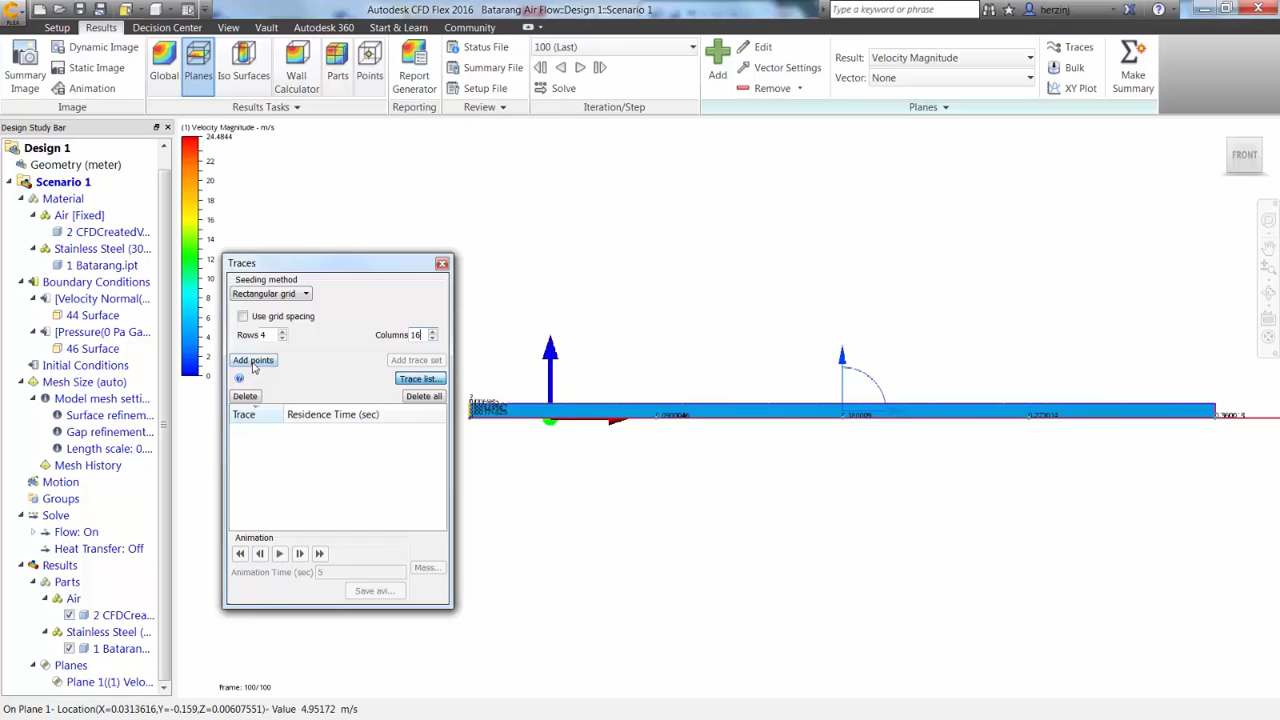 Autodesk CFD Flex 2016   Batarang Air Flow::Design 1::Scenario 1
Type a keyword or phrase
herzinj
FLEX
Setup Results Decision Center View Vault Autodesk 360 Start & Learn Community
Summary Image
Dynamic Image
Static Image
Animation
Image
Global
Planes
Iso Surfaces
Wall Calculator
Parts
Points
Results Tasks
Report Generator
Reporting
Status File
Summary File
Setup File
Review
100 (Last)
Solve
Iteration/Step
Add
Edit
Vector Settings
Remove
Result: Velocity Magnitude
Vector: None
Planes
Traces
Bulk
XY Plot
Make Summary
Design Study Bar
Design 1
Geometry (meter)
Scenario 1
Material
Air [Fixed]
2 CFDCreatedV...
Stainless Steel (30...
1 Batarang.ipt
Boundary Conditions
[Velocity Normal(...
44 Surface
[Pressure(0 Pa Ga...
46 Surface
Initial Conditions
Mesh Size (auto)
Model mesh setti...
Surface refinem...
Gap refinement...
Length scale: 0....
Mesh History
Motion
Groups
Solve
Flow: On
Heat Transfer: Off
Results
Parts
Air
2 CFDCrea...
Stainless Steel (...
1 Bataran...
Planes
Plane 1((1) Velo...
(1) Velocity Magnitude - m/s
24.4844
22
20
18
16
14
12
10
8
6
4
2
0
Traces
Seeding method
Rectangular grid
Use grid spacing
Rows 4 Columns 16
Add points Add trace set
Trace list...
Delete Delete all
Trace Residence Time (sec)
Animation
Animation Time (sec) 5
Mass...
Save avi...
FRONT
frame: 100/100
On Plane 1- Location(X=0.0313616,Y=-0.159,Z=0.00607551)- Value 4.95172 m/s